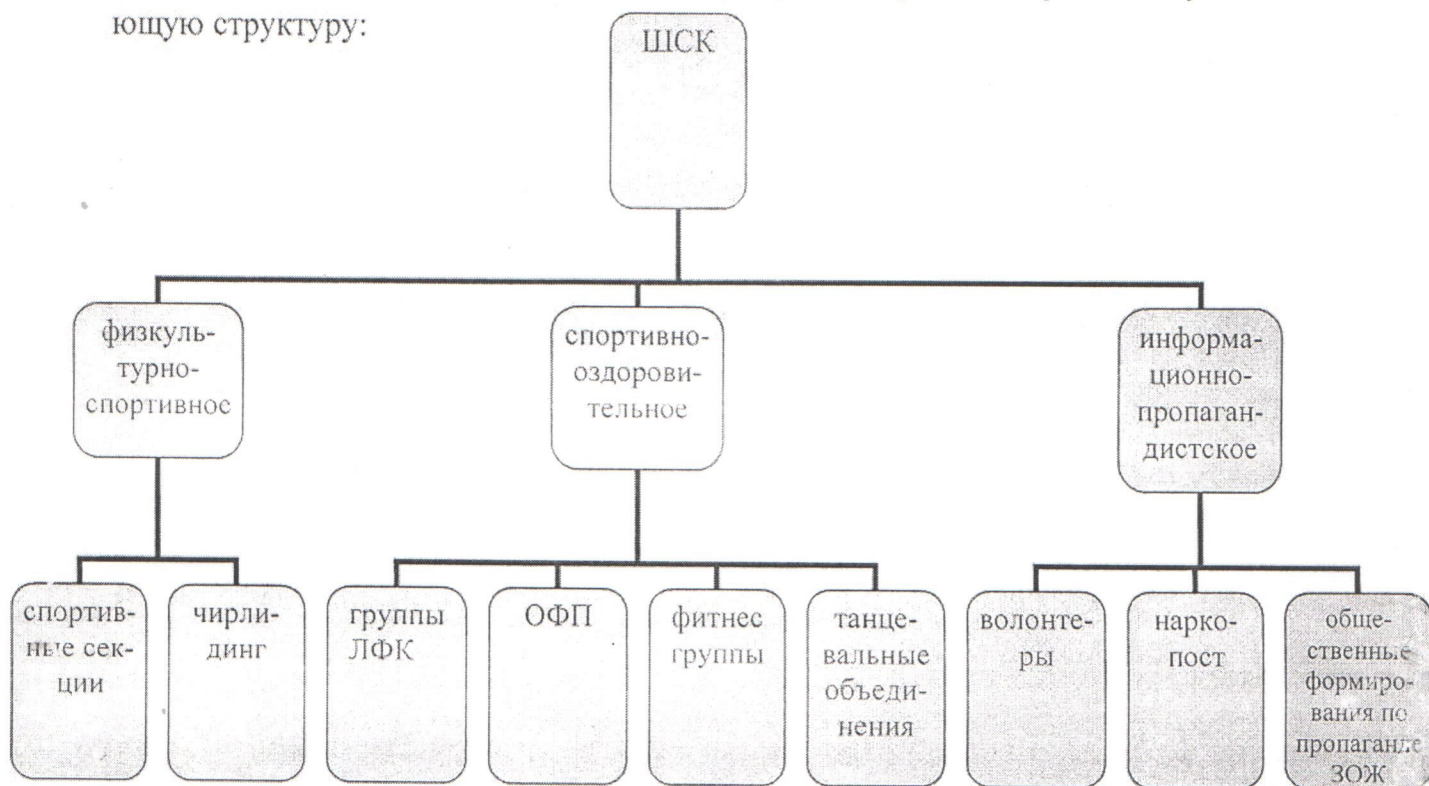 ющую структуру:
ШСК
физкуль-
турно-
спортивное
спортивно-
оздорови-
тельное
информа-
ционно-
пропаган-
дистское
спортив-
ные сек-
ции
чирли-
динг
группы
ЛФК
ОФП
фитнес
группы
танце-
вальные
объеди-
нения
волонте-
ры
нарко-
пост
обще-
ственные
формиро-
вания по
пропаганде
ЗОЖ